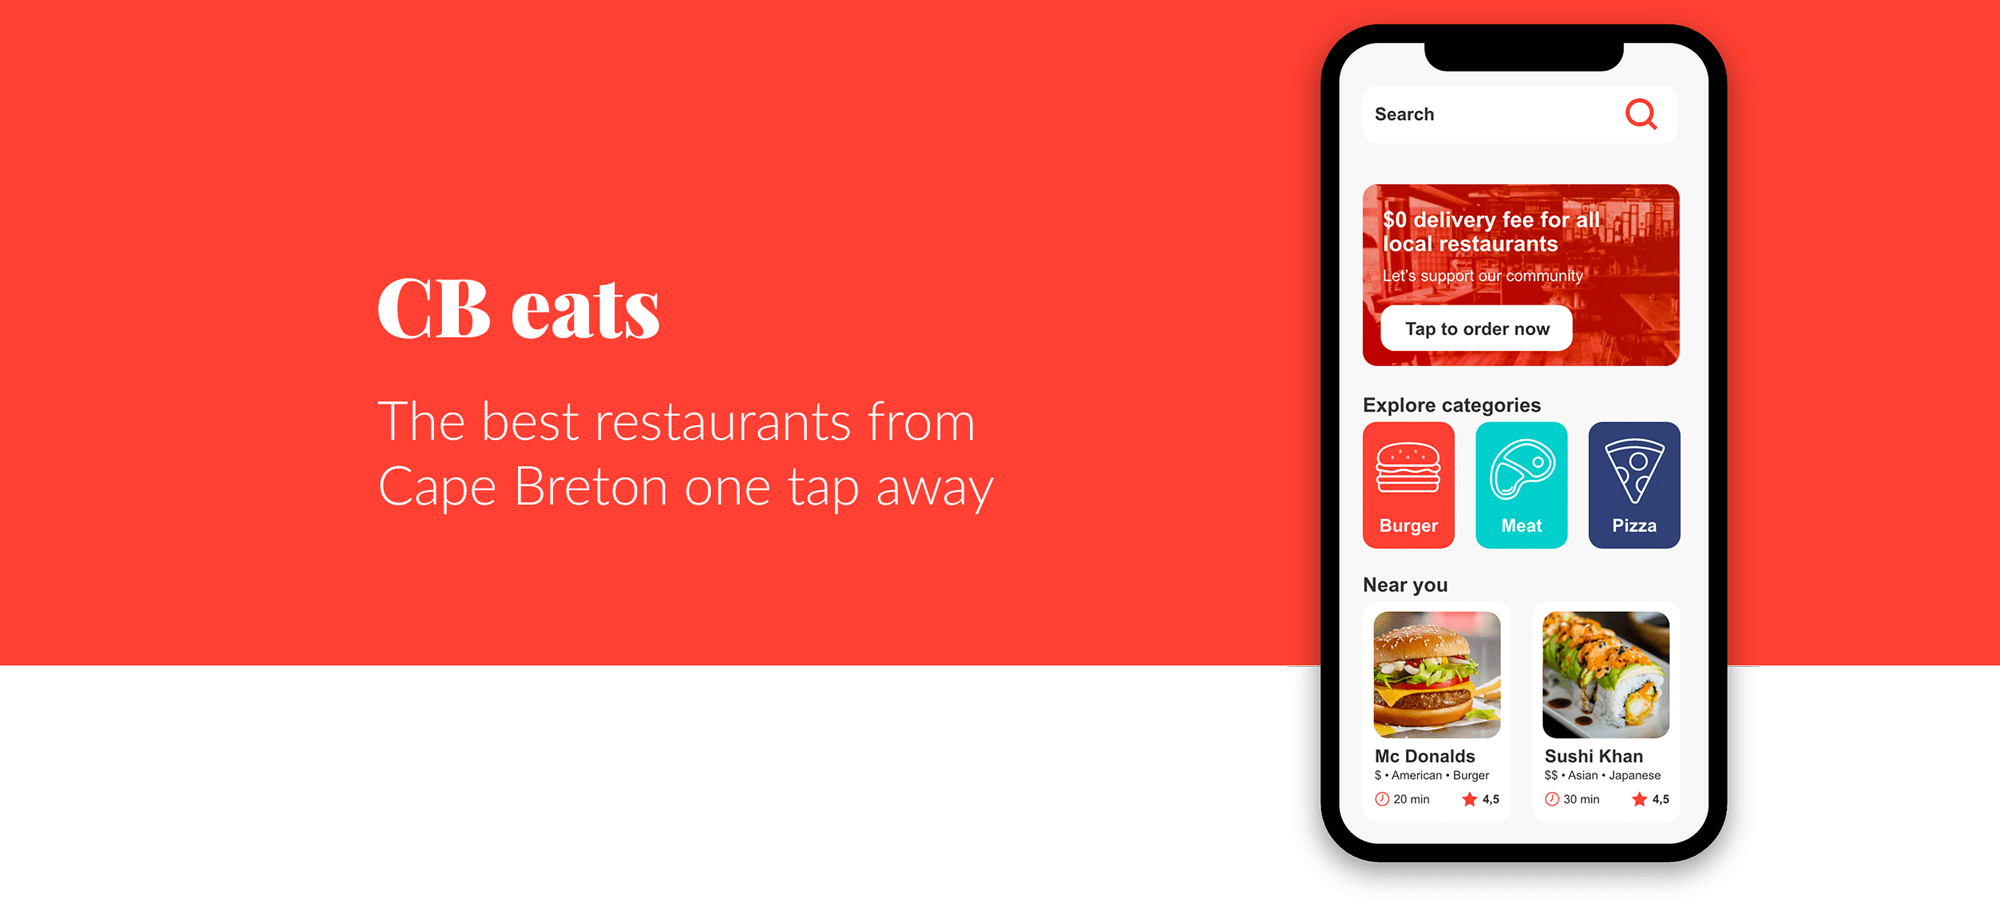 CB eats
The best restaurants from
Cape Breton one tap away
Search
$0 delivery fee for all
local restaurants
Let's support our community
Tap to order now
Explore categories
Burger
Meat
Pizza
Near you
Mc Donalds
$ • American • Burger
20 min
4,5
Sushi Khan
$$ • Asian • Japanese
30 min
4,5